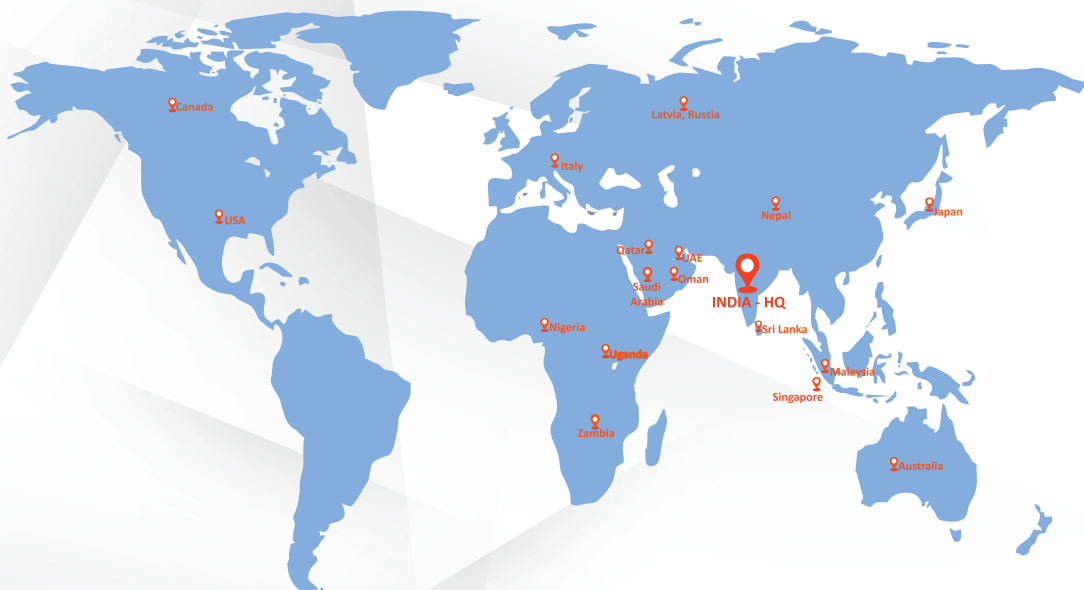 Canada
Latvia, Russia
Italy
USA
Nepal
Japan
Qatar
UAE
Oman
Saudi
Arabia
INDIA - HQ
Nigeria
Sri Lanka
Uganda
Malaysia
Singapore
Zambia
Australia